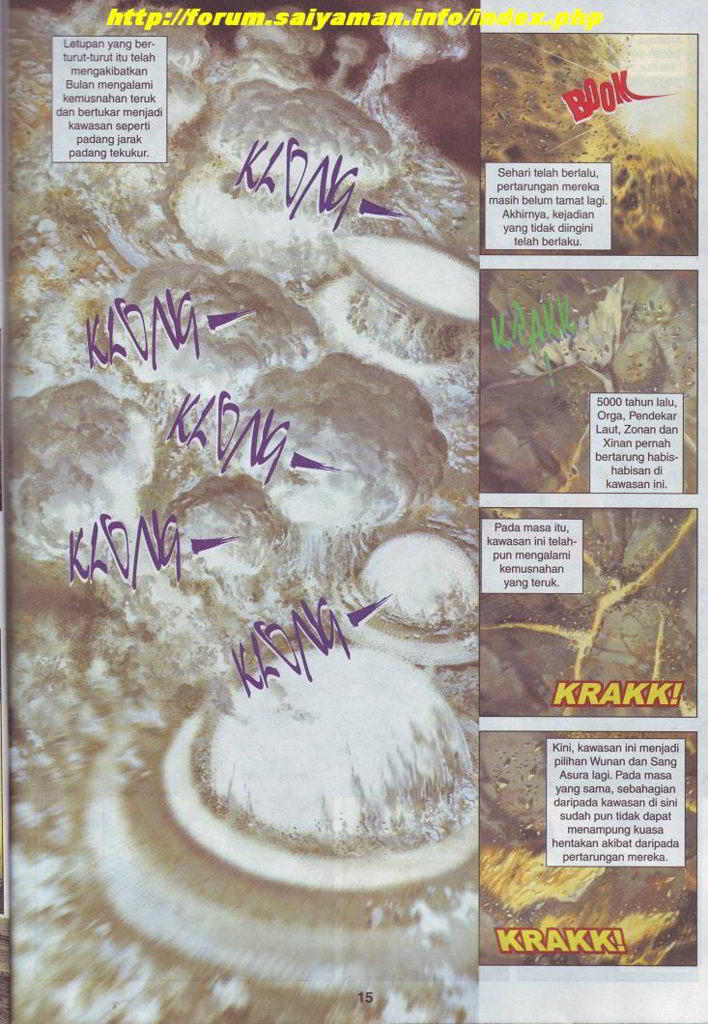 http://forum.saiyaman.info/index.php
Letupan yang ber-
turut-turut itu telah
mengakibatkan
Bulan mengalami
kemusnahan teruk
dan bertukar menjadi
kawasan seperti
padang jarak
padang tekukur.
KLONG
KLONG
KLONG
KLONG
KLONG
BOOK
Sehari telah berlalu,
pertarungan mereka
masih belum tamat lagi.
Akhirnya, kejadian
yang tidak diingini
telah berlaku.
KRAKK!
5000 tahun lalu,
Orga, Pendekar
Laut, Zonan dan
Xinan pernah
bertarung habis-
habisan di
kawasan ini.
Pada masa itu,
kawasan ini telah-
pun mengalami
kemusnahan
yang teruk.
KRAKK!
Kini, kawasan ini menjadi
pilihan Wunan dan Sang
Asura lagi. Pada masa
yang sama, sebahagian
daripada kawasan di sini
sudah pun tidak dapat
menampung kuasa
hentakan akibat daripada
pertarungan mereka.
KRAKK!
15